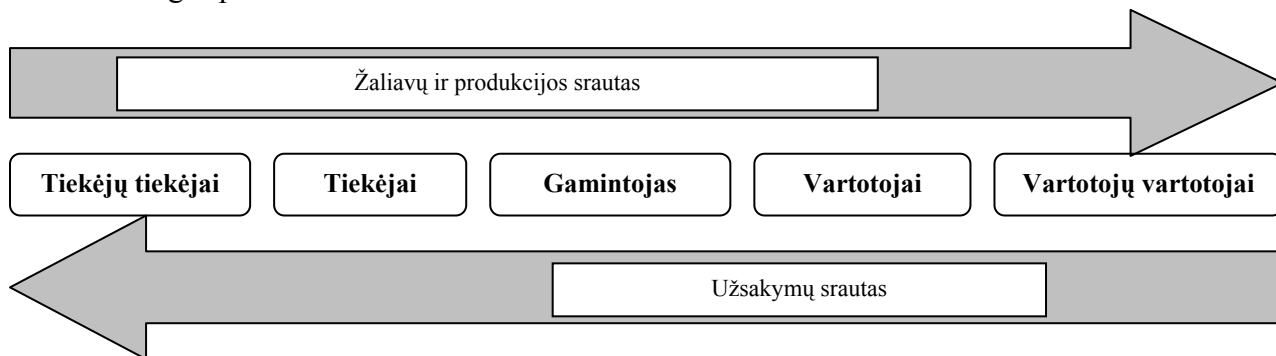 Žaliavų ir produkcijos srautas
Tiekėjų tiekėjai
Tiekėjai
Gamintojas
Vartotojai
Vartotojų vartotojai
Užsakymų srautas